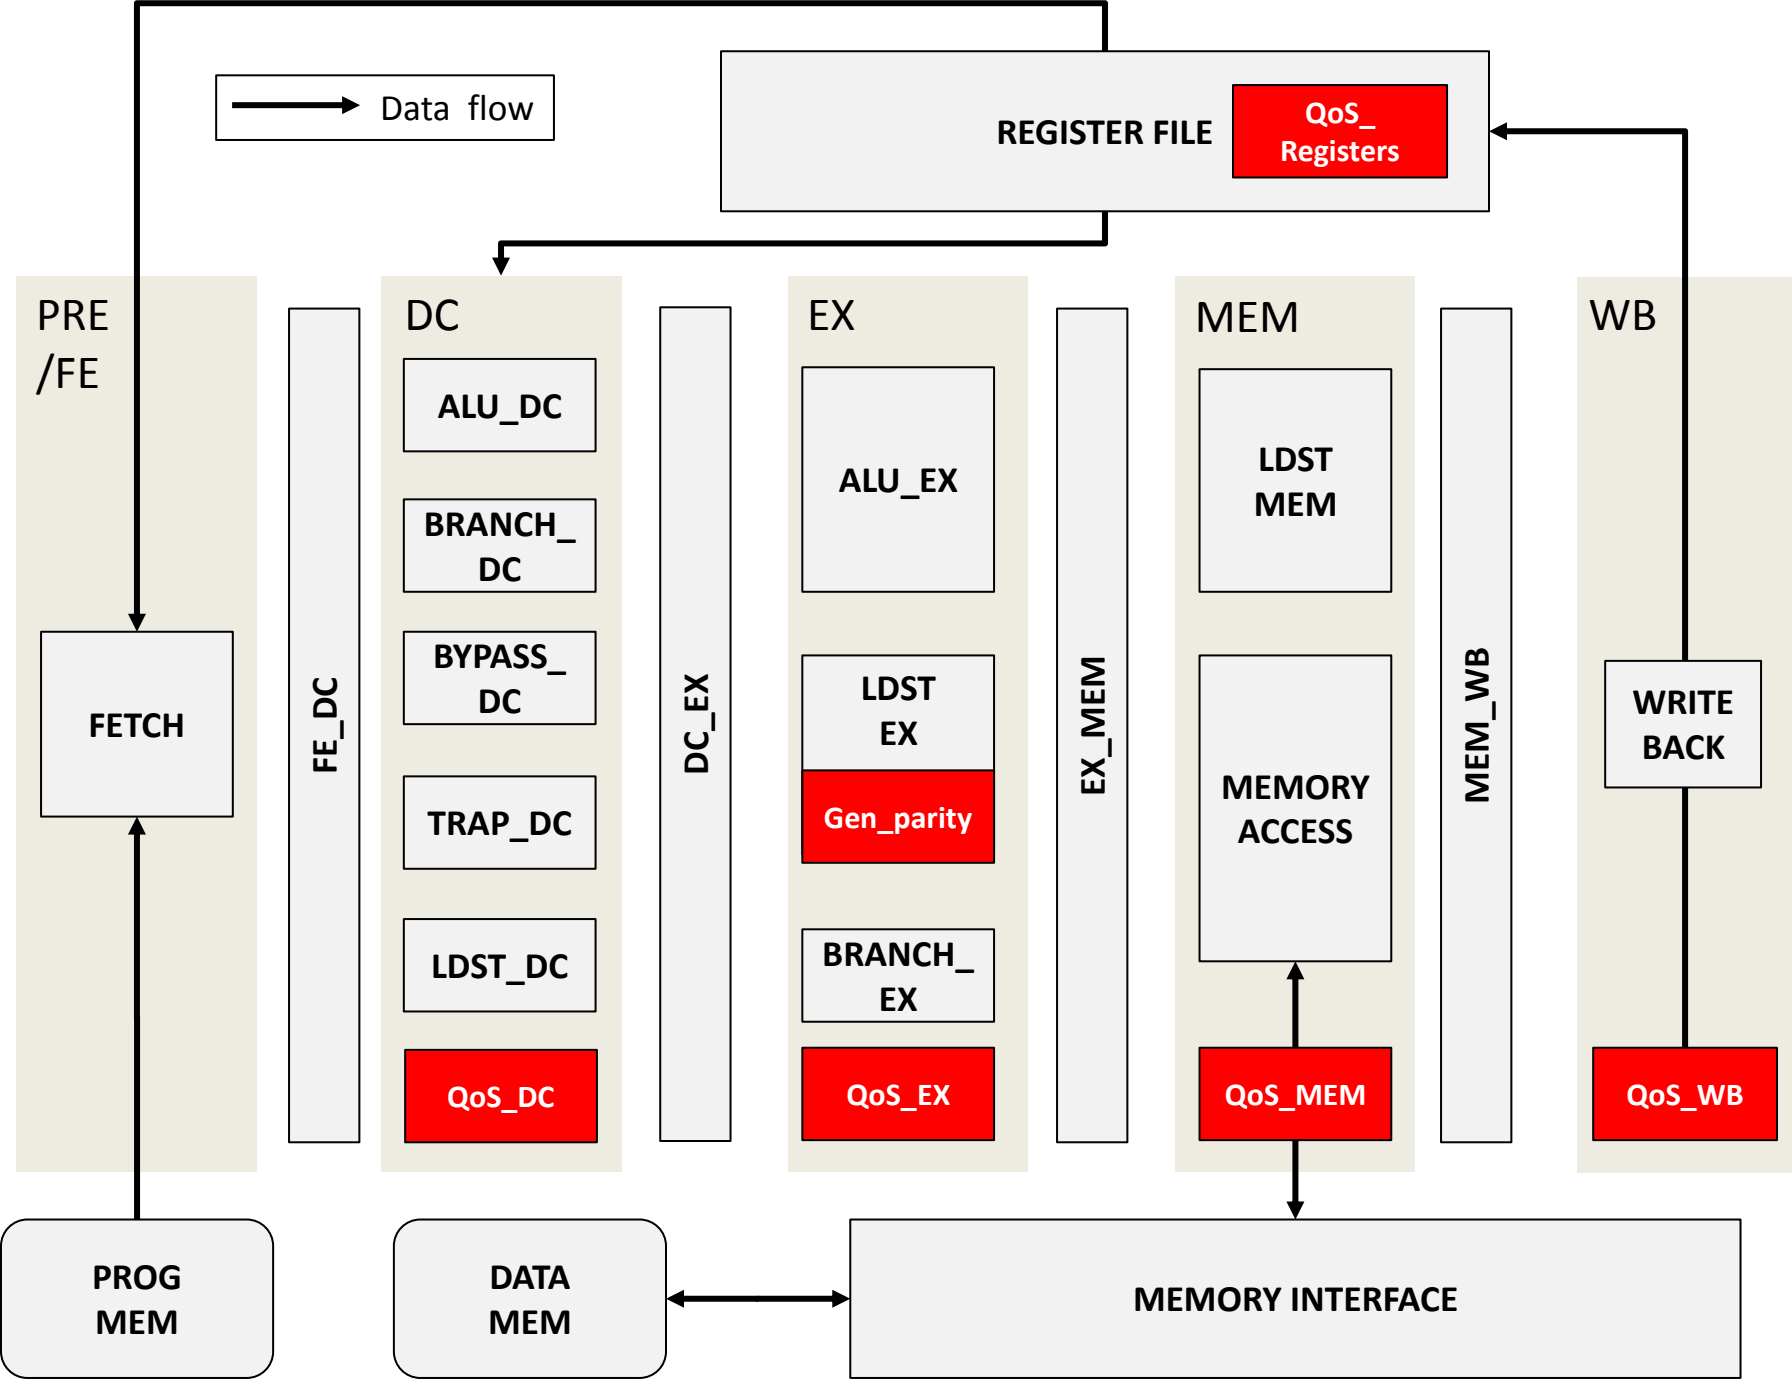 Data flow
REGISTER FILE
QoS_
Registers
PRE
/FE
DC
EX
MEM
WB
FETCH
FE_DC
ALU_DC
BRANCH_
DC
BYPASS_
DC
TRAP_DC
LDST_DC
QoS_DC
DC_EX
ALU_EX
LDST
EX
Gen_parity
BRANCH_
EX
QoS_EX
EX_MEM
LDST
MEM
MEMORY
ACCESS
QoS_MEM
MEM_WB
WRITE
BACK
QoS_WB
PROG
MEM
DATA
MEM
MEMORY INTERFACE